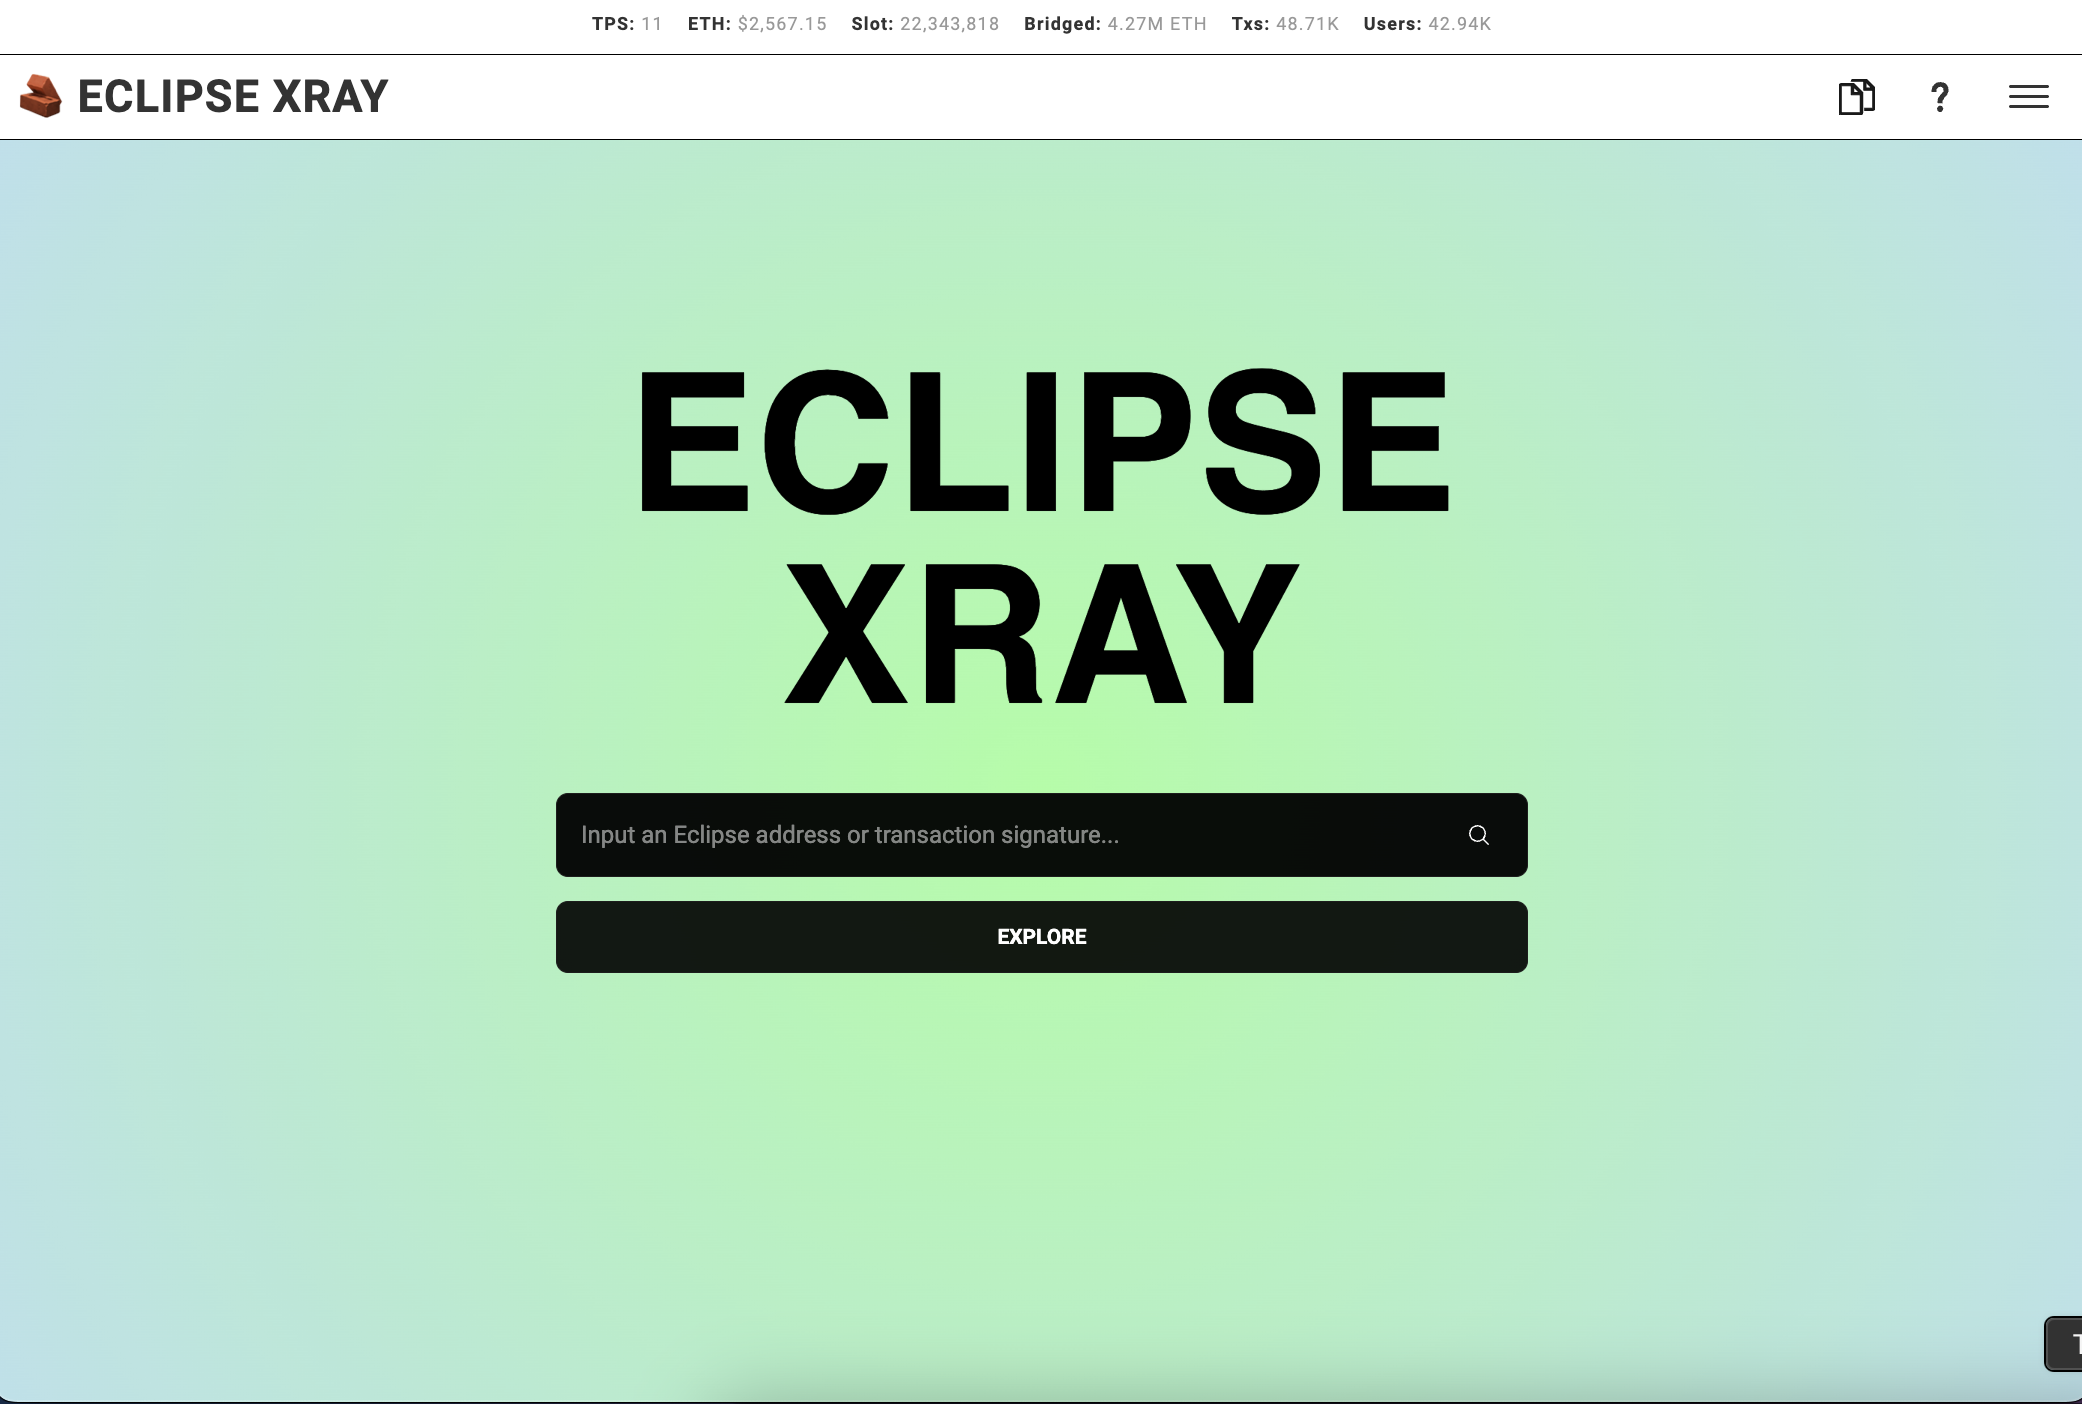 TPS: 11 ETH: $2,567.15 Slot: 22,343,818 Bridged: 4.27M ETH Txs: 48.71K Users: 42.94K
ECLIPSE XRAY
?
ECLIPSE
XRAY
Input an Eclipse address or transaction signature...
EXPLORE